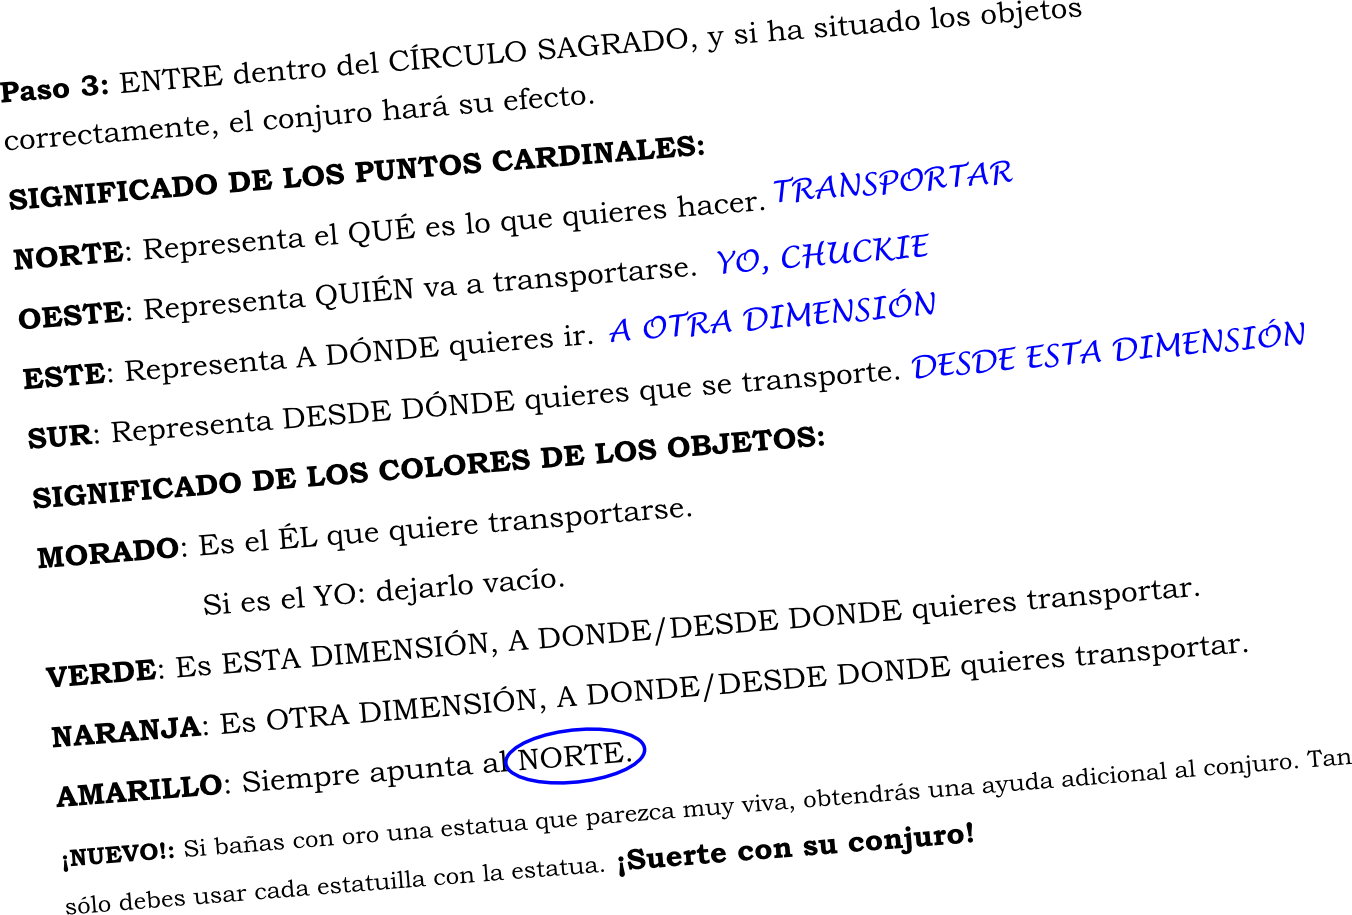 Paso 3: ENTRE dentro del CÍRCULO SAGRADO, y si ha situado los objetos
correctamente, el conjuro hará su efecto.
SIGNIFICADO DE LOS PUNTOS CARDINALES:
NORTE: Representa el QUÉ es lo que quieres hacer. TRANSPORTAR
OESTE: Representa QUIÉN va a transportarse. YO, CHUCKIE
ESTE: Representa A DÓNDE quieres ir. A OTRA DIMENSIÓN
SUR: Representa DESDE DÓNDE quieres que se transporte. DESDE ESTA DIMENSIÓN
SIGNIFICADO DE LOS COLORES DE LOS OBJETOS:
MORADO: Es el ÉL que quiere transportarse.
Si es el YO: dejarlo vacío.
VERDE: Es ESTA DIMENSIÓN, A DONDE/DESDE DONDE quieres transportar.
NARANJA: Es OTRA DIMENSIÓN, A DONDE/DESDE DONDE quieres transportar.
AMARILLO: Siempre apunta al NORTE.
¡NUEVO!: Si bañas con oro una estatua que parezca muy viva, obtendrás una ayuda adicional al conjuro. Tan
sólo debes usar cada estatuilla con la estatua. ¡Suerte con su conjuro!